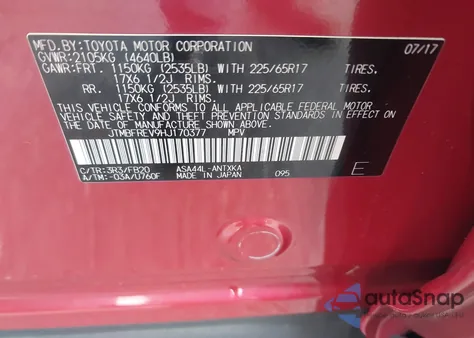 MFD.BY:TOYOTA MOTOR CORPORATION 07/17
GVWR:2105KG (4640LB)
GAWR:FRT. 1150KG (2535LB) WITH 225/65R17 TIRES.
17X6 1/2J RIMS.
RR. 1150KG (2535LB) WITH 225/65R17 TIRES.
17X6 1/2J RIMS.
THIS VEHICLE CONFORMS TO ALL APPLICABLE FEDERAL MOTOR
VEHICLE SAFETY, BUMPER, AND THEFT PREVENTION STANDARDS IN
EFFECT ON THE DATE OF MANUFACTURE SHOWN ABOVE.
JTMBFREV9HJ170377 MPV
C/TR:3R3/FB20 ASA44L-ANTXKA
A/TM:-03A/U760F MADE IN JAPAN 095 E
autoSnap